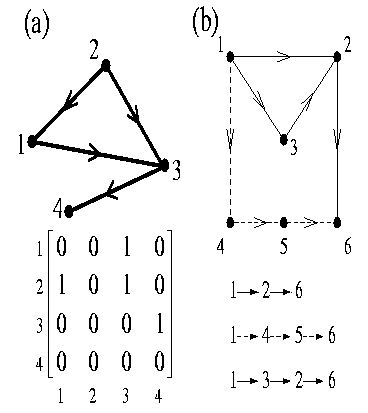 (a)
2
1
3
4
1 0 0 1 0
2 1 0 1 0
3 0 0 0 1
4 0 0 0 0
1 2 3 4
(b)
1 2
3
4 5 6
1→2→6
1→4→5→6
1→3→2→6